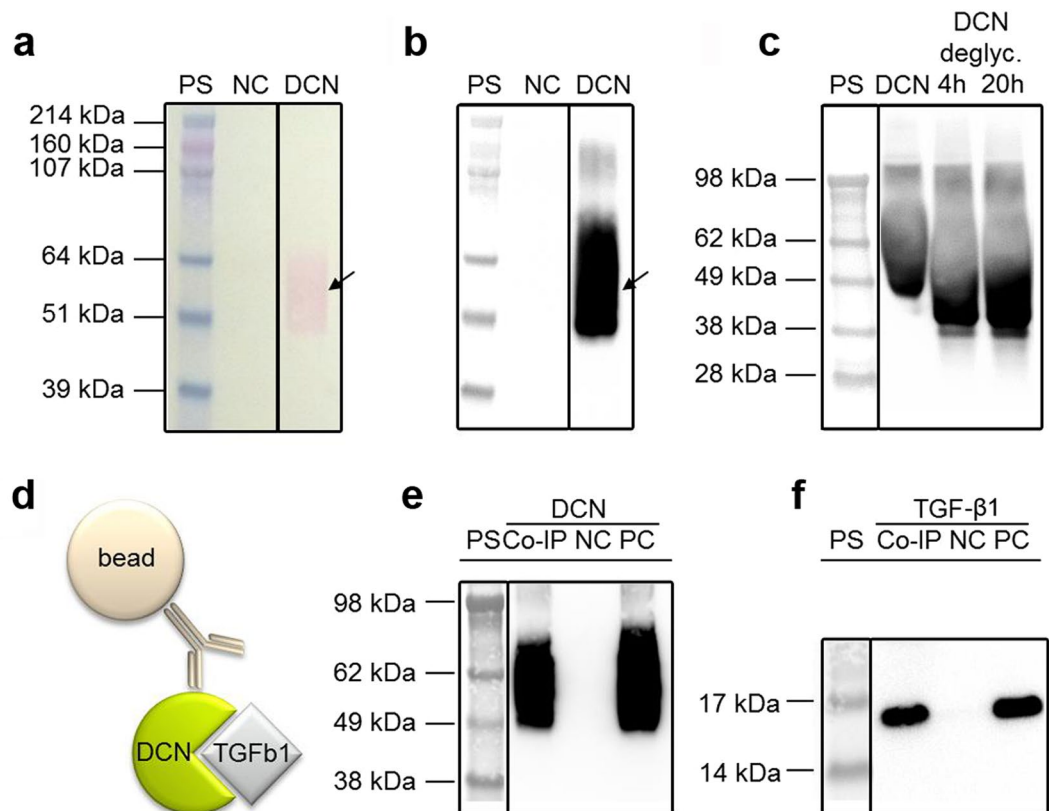 a
PS NC DCN
214 kDa
160 kDa
107 kDa
64 kDa
51 kDa
39 kDa
b
PS NC DCN
c
DCN
deglyc.
PS DCN 4h 20h
98 kDa
62 kDa
49 kDa
38 kDa
28 kDa
d
bead
DCN TGFb1
e
DCN
PS Co-IP NC PC
98 kDa
62 kDa
49 kDa
38 kDa
f
TGF-β1
PS Co-IP NC PC
17 kDa
14 kDa